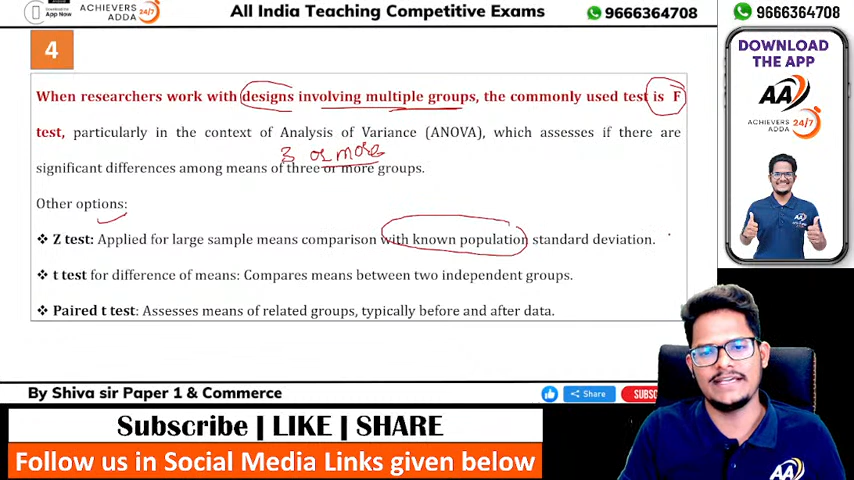 App Now
ACHIEVERS
ADDA 24/7
All India Teaching Competitive Exams
9666364708
9666364708
4
When researchers work with designs involving multiple groups, the commonly used test is F
test, particularly in the context of Analysis of Variance (ANOVA), which assesses if there are
3 or more
significant differences among means of three or more groups.
Other options:
❖ Z test: Applied for large sample means comparison with known population standard deviation.
❖ t test for difference of means: Compares means between two independent groups.
❖ Paired t test: Assesses means of related groups, typically before and after data.
DOWNLOAD
THE APP
AA
ACHIEVERS
ADDA 24/7
AA
By Shiva sir Paper 1 & Commerce
Share
SUBSC
Subscribe | LIKE | SHARE
Follow us in Social Media Links given below
AA